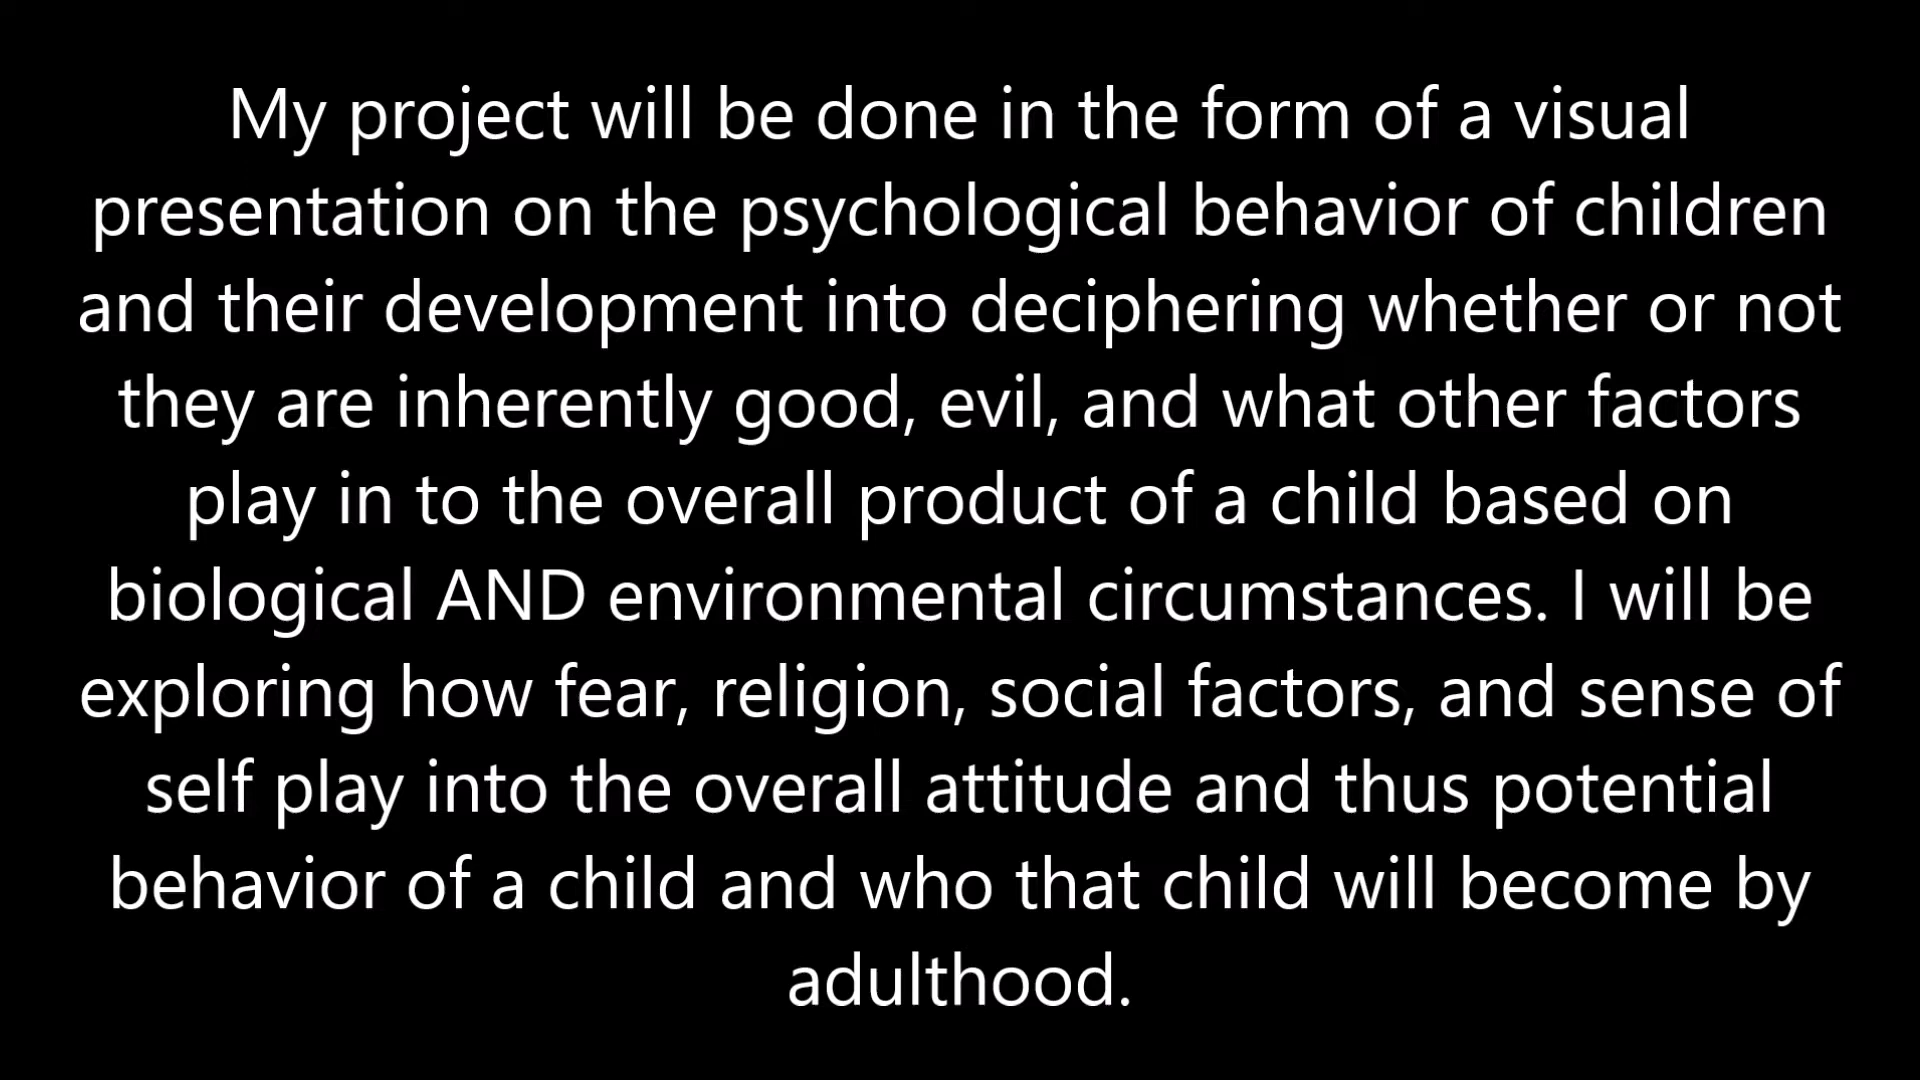 My project will be done in the form of a visual
presentation on the psychological behavior of children
and their development into deciphering whether or not
they are inherently good, evil, and what other factors
play in to the overall product of a child based on
biological AND environmental circumstances. I will be
exploring how fear, religion, social factors, and sense of
self play into the overall attitude and thus potential
behavior of a child and who that child will become by
adulthood.